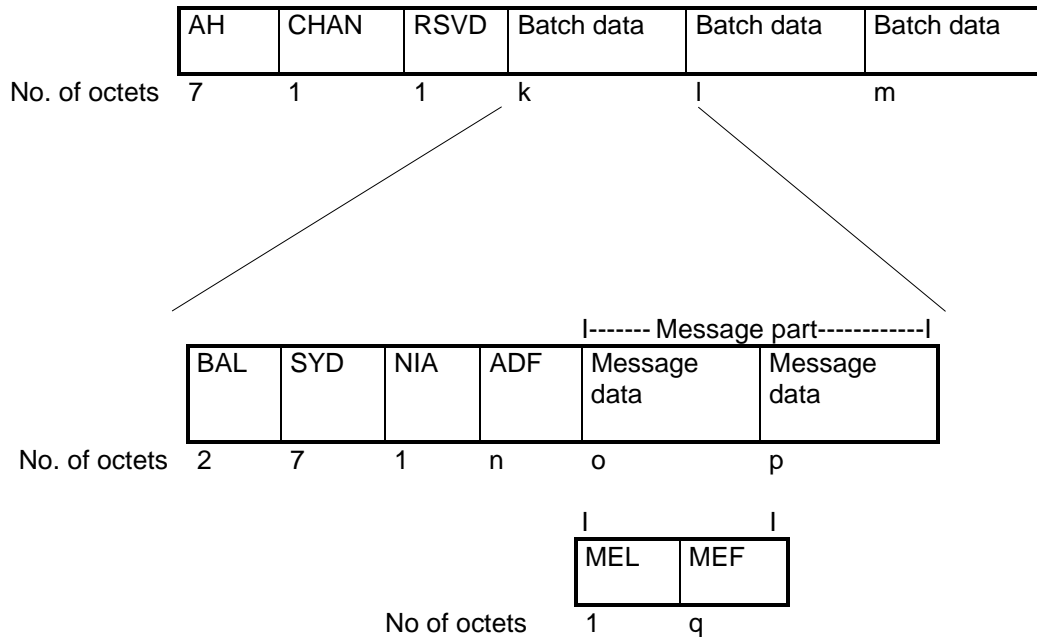 AH CHAN RSVD Batch data Batch data Batch data
No. of octets 7 1 1 k l m
I------- Message part------------I
BAL SYD NIA ADF Message data Message data
No. of octets 2 7 1 n o p
I I
MEL MEF
No of octets 1 q